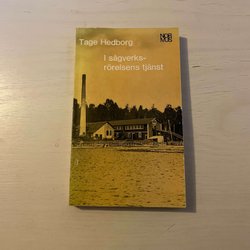 Tage Hedborg
I sågverks-
rörelsens tjänst